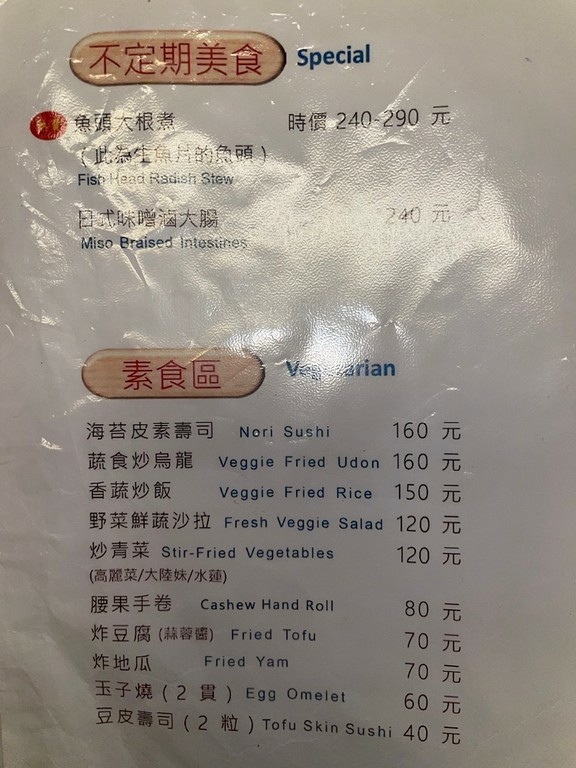 不定期美食 Special
魚頭大根煮 時價 240-290 元
(此為生魚片的魚頭)
Fish Head Radish Stew
日式味噌滷大腸 240 元
Miso Braised Intestines
素食區 Vegetarian
海苔皮素壽司 Nori Sushi 160 元
蔬食炒烏龍 Veggie Fried Udon 160 元
香蔬炒飯 Veggie Fried Rice 150 元
野菜鮮蔬沙拉 Fresh Veggie Salad 120 元
炒青菜 Stir-Fried Vegetables 120 元
(高麗菜/大陸妹/水蓮)
腰果手卷 Cashew Hand Roll 80 元
炸豆腐 (蒜蓉醬) Fried Tofu 70 元
炸地瓜 Fried Yam 70 元
玉子燒 (2 貫) Egg Omelet 60 元
豆皮壽司 (2 粒) Tofu Skin Sushi 40 元